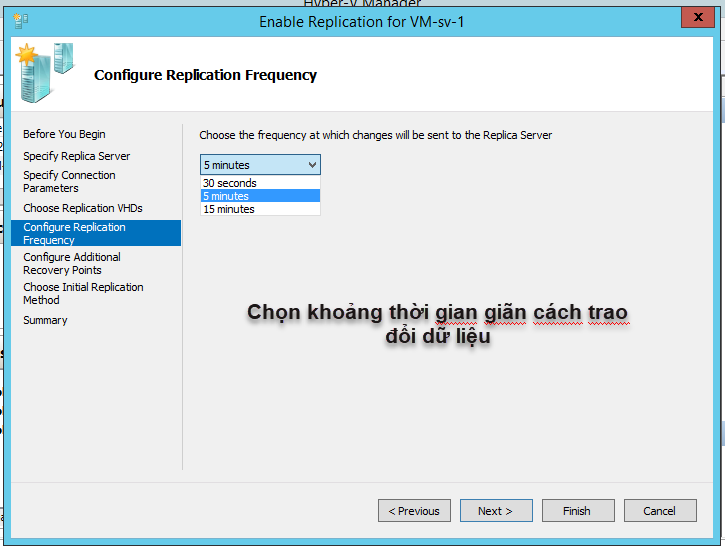 Hyper-V Manager
Enable Replication for VM-sv-1
X
Configure Replication Frequency
Before You Begin
Specify Replica Server
Specify Connection
Parameters
Choose Replication VHDs
Configure Replication
Frequency
Configure Additional
Recovery Points
Choose Initial Replication
Method
Summary
Choose the frequency at which changes will be sent to the Replica Server
5 minutes
30 seconds
5 minutes
15 minutes
Chọn khoảng thời gian giãn cách trao
đổi dữ liệu
< Previous
Next >
Finish
Cancel